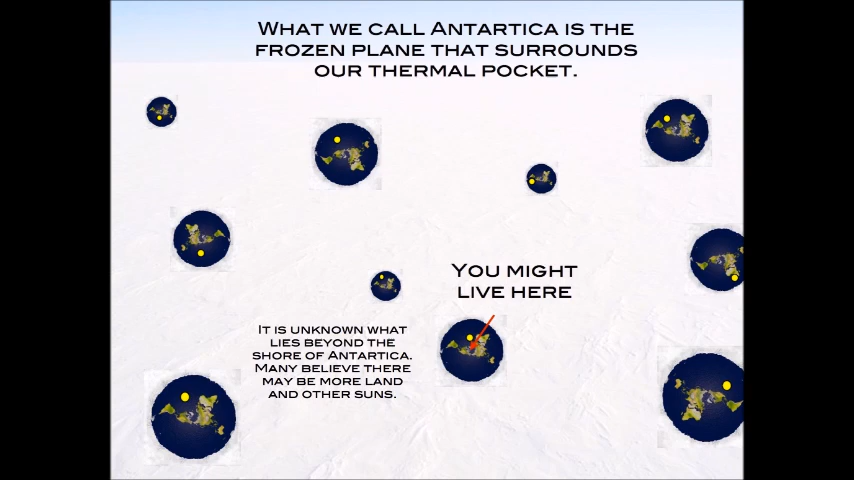 What we call Antartica is the
frozen plane that surrounds
our thermal pocket.
You might
live here
It is unknown what
lies beyond the
shore of Antartica.
Many believe there
may be more land
and other suns.